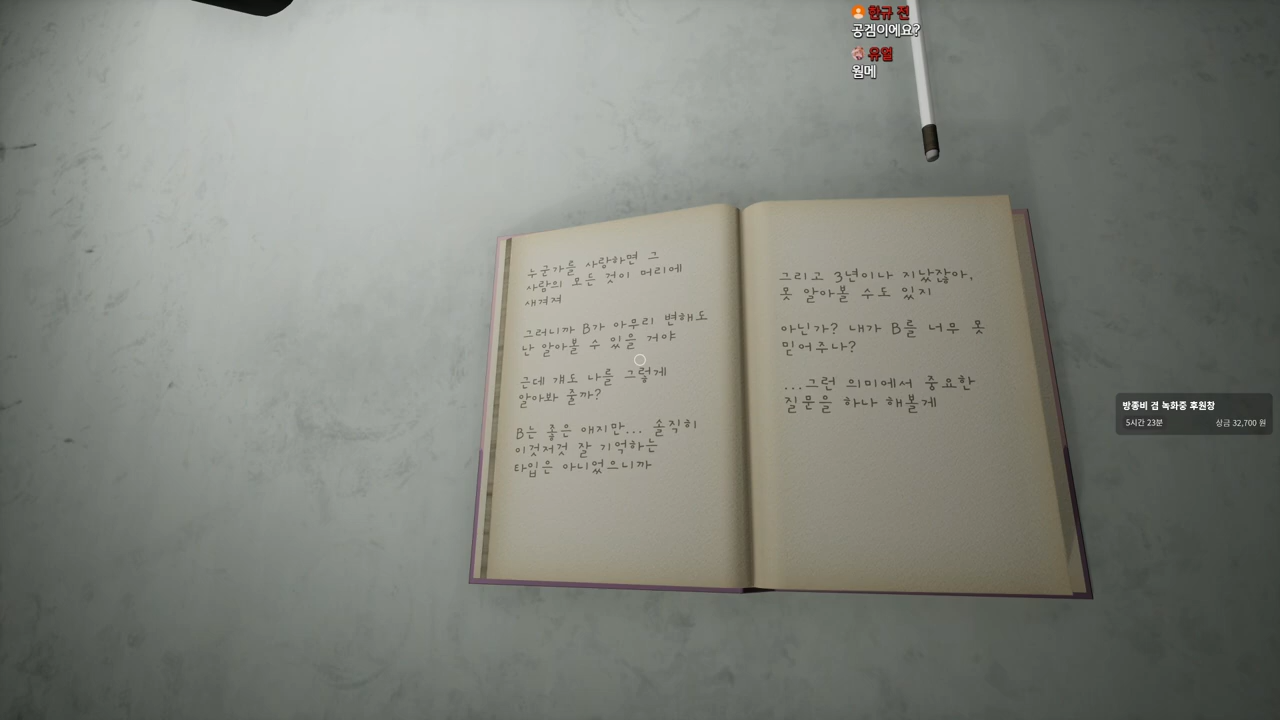 한규 전
공겜이에요?
유열
웜메
누군가를 사랑하면 그
사람의 모든 것이 머리에
새겨져
그러니까 B가 아무리 변해도
난 알아볼 수 있을 거야
근데 걔도 나를 그렇게
알아봐 줄까?
B는 좋은 애지만... 솔직히
이것저것 잘 기억하는
타입은 아니었으니까
그리고 3년이나 지났잖아,
못 알아볼 수도 있지
아닌가? 내가 B를 너무 못
믿어주나?
...그런 의미에서 중요한
질문을 하나 해볼게
방종비 겸 녹화중 후원창
5시간 23분 상금 32,700 원